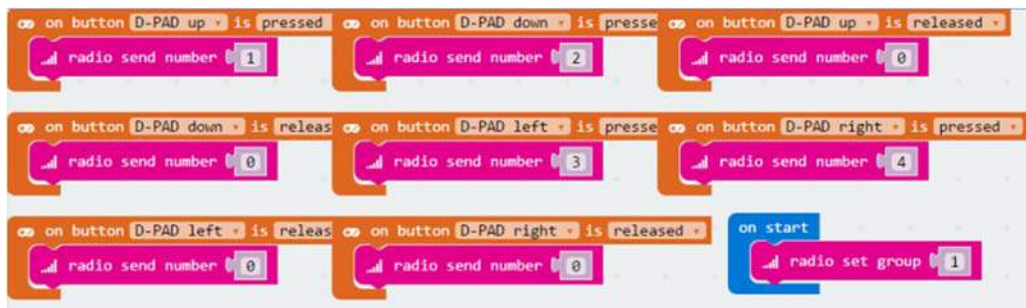 on button D-PAD up is pressed
radio send number 1
on button D-PAD down is presse
radio send number 2
on button D-PAD up is released
radio send number 0
on button D-PAD down is releas
radio send number 0
on button D-PAD left is presse
radio send number 3
on button D-PAD right is pressed
radio send number 4
on button D-PAD left is releas
radio send number 0
on button D-PAD right is released
radio send number 0
on start
radio set group 1